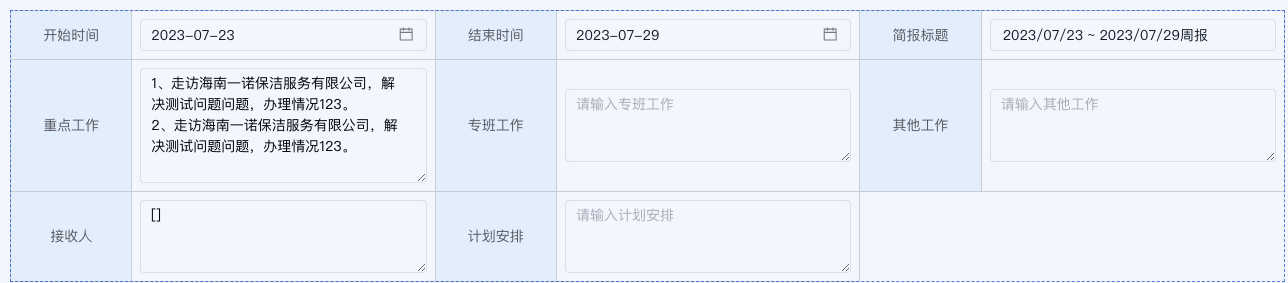 开始时间
2023-07-23
结束时间
2023-07-29
简报标题
2023/07/23 ~ 2023/07/29周报
重点工作
1、走访海南一诺保洁服务有限公司，解
决测试问题问题，办理情况123。
2、走访海南一诺保洁服务有限公司，解
决测试问题问题，办理情况123。
专班工作
请输入专班工作
其他工作
请输入其他工作
接收人
[]
计划安排
请输入计划安排